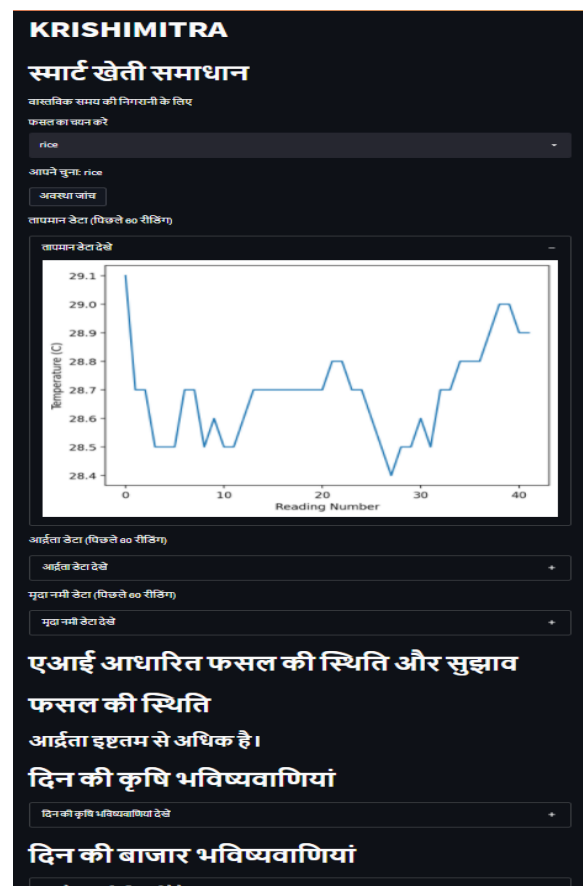 KRISHIMITRA
स्मार्ट खेती समाधान
वास्तविक समय की निगरानी के लिए
फसल का चयन करे
rice
आपने चुना: rice
अवस्था जांच
तापमान डेटा (पिछले 60 रीडिंग)
तापमान डेटा देखे
29.1
29.0
28.9
28.8
28.7
28.6
28.5
28.4
Temperature (C)
0 10 20 30 40
Reading Number
आर्द्रता डेटा (पिछले 60 रीडिंग)
आर्द्रता डेटा देखे
मृदा नमी डेटा (पिछले 60 रीडिंग)
मृदा नमी डेटा देखे
एआई आधारित फसल की स्थिति और सुझाव
फसल की स्थिति
आर्द्रता इष्टतम से अधिक है।
दिन की कृषि भविष्यवाणियां
दिन की कृषि भविष्यवाणियां देखे
दिन की बाजार भविष्यवाणियां